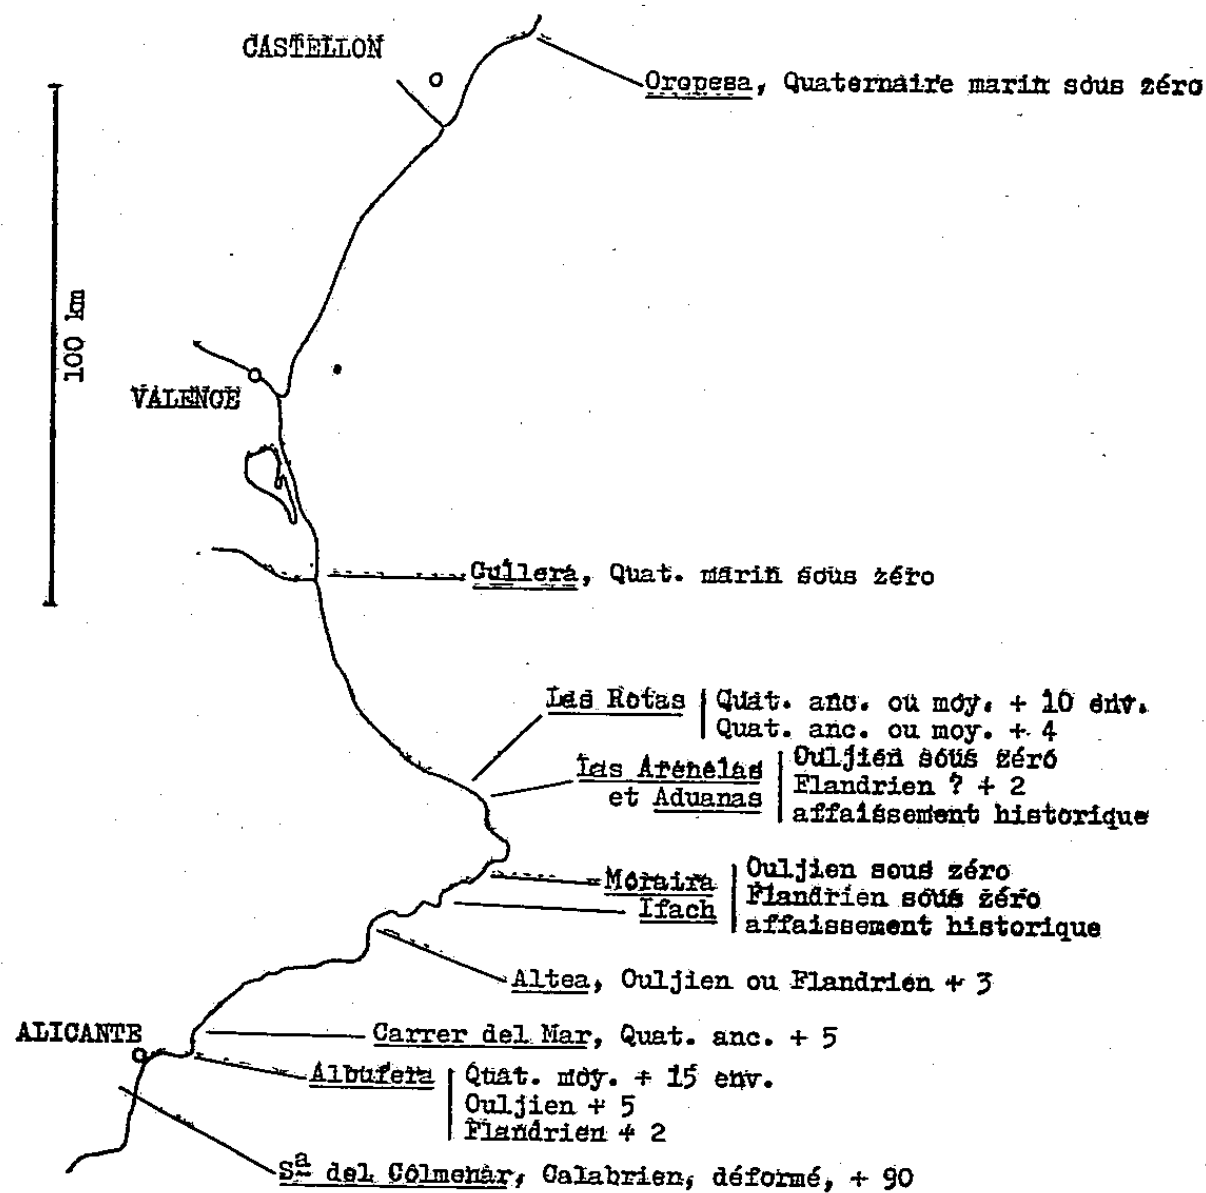 CASTELLON
Oropesa, Quaternaire marin sous zéro
100 km
VALENCE
Cullera, Quat. marin sous zéro
Las Rotas
Quat. anc. ou moy. + 10 env.
Quat. anc. ou moy. + 4
Las Arenelas
et Aduanas
Ouljien sous zéro
Flandrien ? + 2
affaissement historique
Moraira
Ifach
Ouljien sous zéro
Flandrien sous zéro
affaissement historique
Altea, Ouljien ou Flandrien + 3
ALICANTE
Carrer del Mar, Quat. anc. + 5
Albufera
Quat. moy. + 15 env.
Ouljien + 5
Flandrien + 2
Sª del Colmenar, Calabrien, déformé, + 90